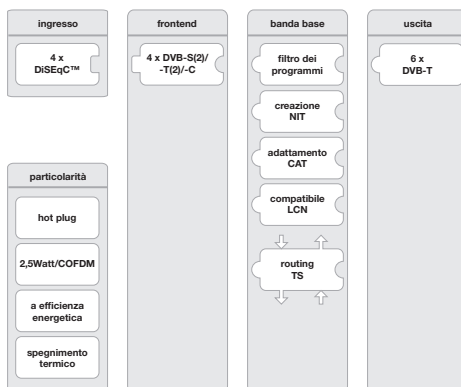 ingresso
4 x
DiSEqC™
particolarità
hot plug
2,5Watt/COFDM
a efficienza
energetica
spegnimento
termico
frontend
4 x DVB-S(2)/
-T(2)/-C
banda base
filtro dei
programmi
creazione
NIT
adattamento
CAT
compatibile
LCN
routing
TS
uscita
6 x
DVB-T